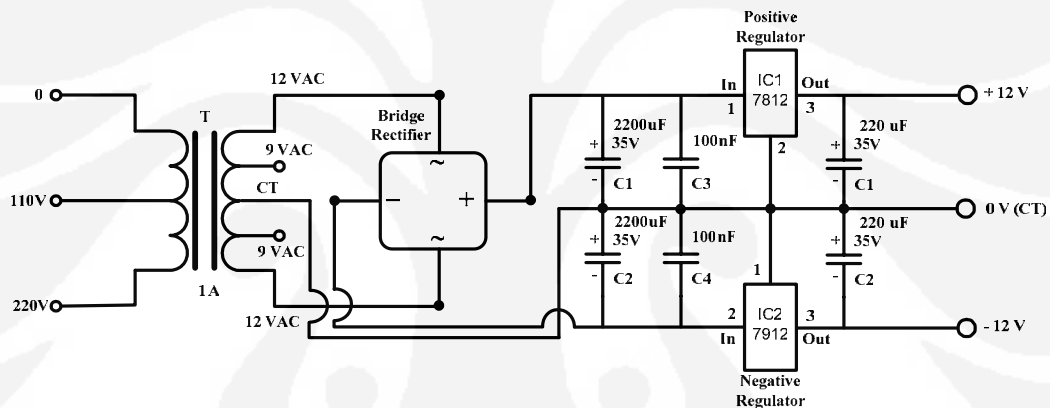 Positive
Regulator
12 VAC
IC1
7812
In
Out
1
3
2
0
T
Bridge
Rectifier
+ 12 V
9 VAC
2200uF
35V
+
-
C1
100nF
C3
220 uF
35V
+
-
C1
~
-
+
~
CT
110V
0 V (CT)
9 VAC
2200uF
35V
+
-
C2
100nF
C4
220 uF
35V
+
-
C2
1
1A
220V
12 VAC
2
In
IC2
7912
3
Out
- 12 V
Negative
Regulator